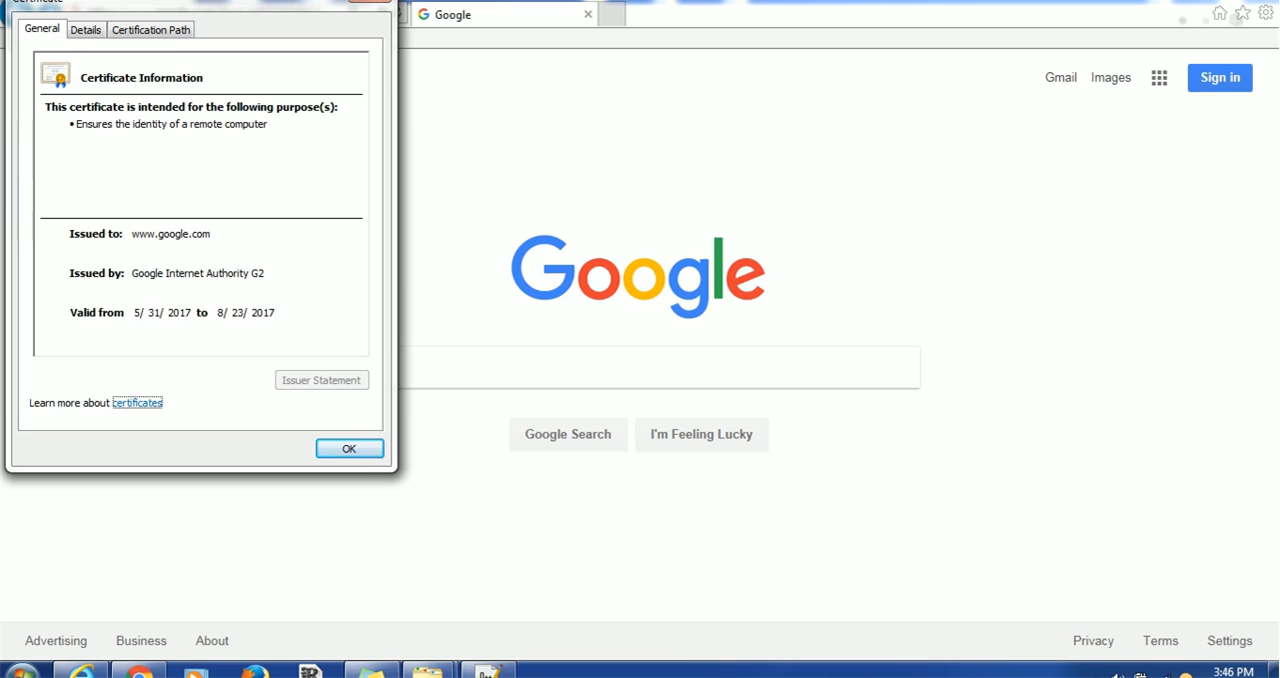 Certificate
General
Details
Certification Path
Certificate Information
This certificate is intended for the following purpose(s):
• Ensures the identity of a remote computer
Issued to: www.google.com
Issued by: Google Internet Authority G2
Valid from 5/ 31/ 2017 to 8/ 23/ 2017
Issuer Statement
Learn more about certificates
OK
Google
Gmail
Images
Sign in
Google
Google Search
I'm Feeling Lucky
Advertising
Business
About
Privacy
Terms
Settings
3:46 PM